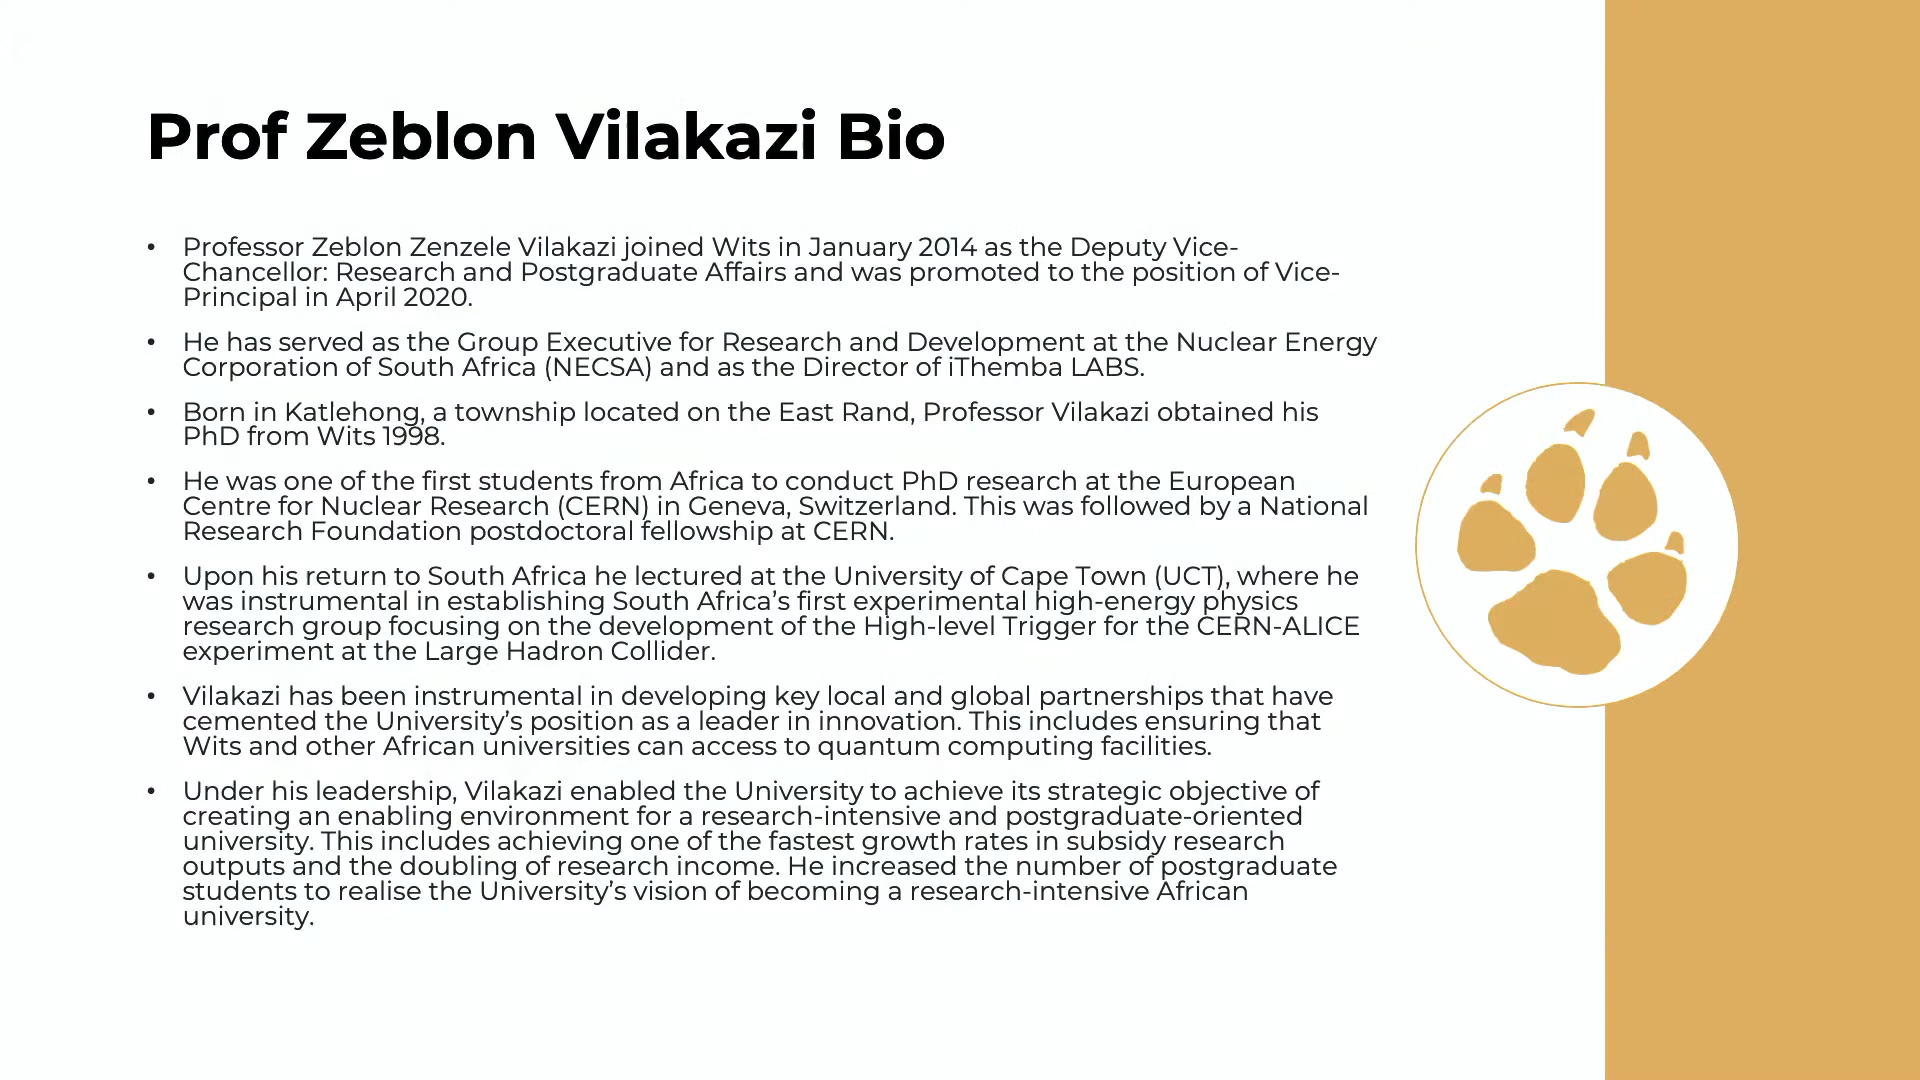 Prof Zeblon Vilakazi Bio
• Professor Zeblon Zenzele Vilakazi joined Wits in January 2014 as the Deputy Vice-
Chancellor: Research and Postgraduate Affairs and was promoted to the position of Vice-
Principal in April 2020.
• He has served as the Group Executive for Research and Development at the Nuclear Energy
Corporation of South Africa (NECSA) and as the Director of iThemba LABS.
• Born in Katlehong, a township located on the East Rand, Professor Vilakazi obtained his
PhD from Wits 1998.
• He was one of the first students from Africa to conduct PhD research at the European
Centre for Nuclear Research (CERN) in Geneva, Switzerland. This was followed by a National
Research Foundation postdoctoral fellowship at CERN.
• Upon his return to South Africa he lectured at the University of Cape Town (UCT), where he
was instrumental in establishing South Africa’s first experimental high-energy physics
research group focusing on the development of the High-level Trigger for the CERN-ALICE
experiment at the Large Hadron Collider.
• Vilakazi has been instrumental in developing key local and global partnerships that have
cemented the University’s position as a leader in innovation. This includes ensuring that
Wits and other African universities can access to quantum computing facilities.
• Under his leadership, Vilakazi enabled the University to achieve its strategic objective of
creating an enabling environment for a research-intensive and postgraduate-oriented
university. This includes achieving one of the fastest growth rates in subsidy research
outputs and the doubling of research income. He increased the number of postgraduate
students to realise the University’s vision of becoming a research-intensive African
university.